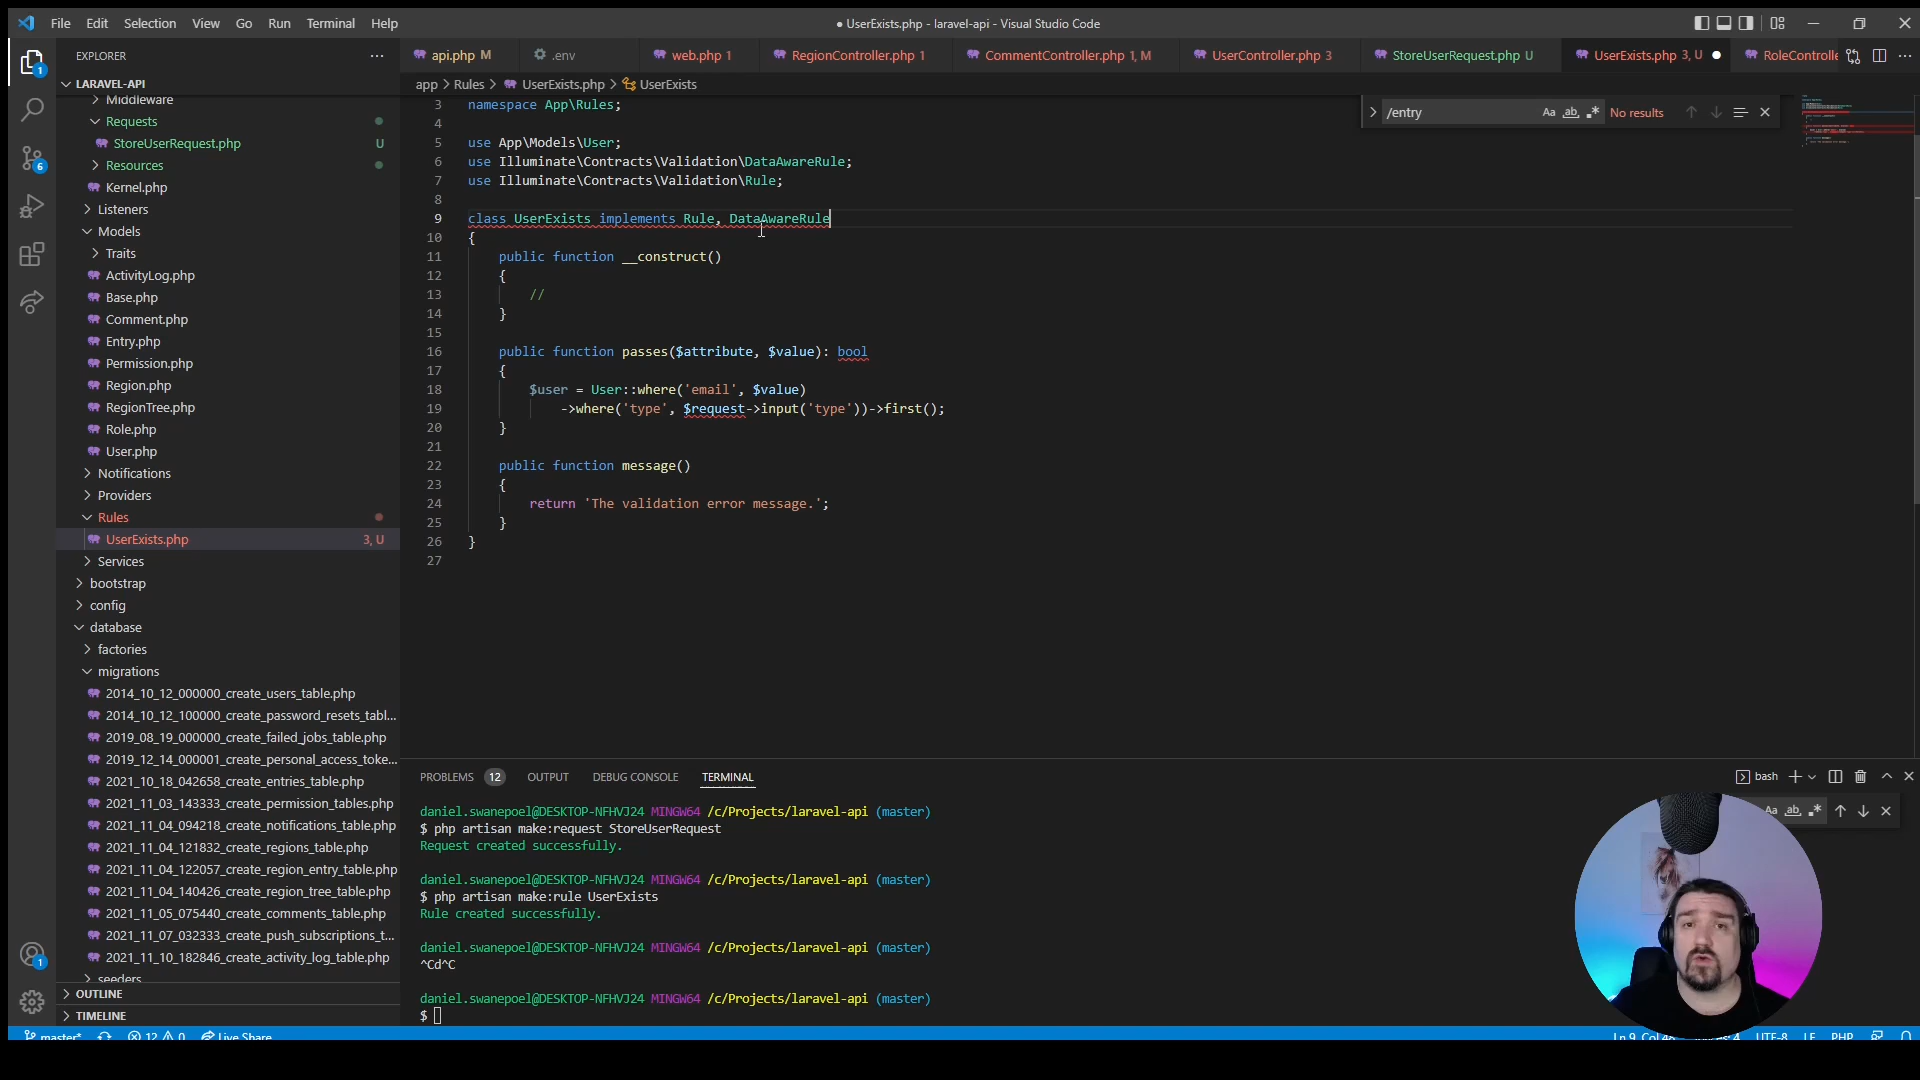 File Edit Selection View Go Run Terminal Help
● UserExists.php - laravel-api - Visual Studio Code
EXPLORER
LARAVEL-API
Middleware
Requests
StoreUserRequest.php U
Resources
Kernel.php
Listeners
Models
Traits
ActivityLog.php
Base.php
Comment.php
Entry.php
Permission.php
Region.php
RegionTree.php
Role.php
User.php
Notifications
Providers
Rules
UserExists.php 3, U
Services
bootstrap
config
database
factories
migrations
2014_10_12_000000_create_users_table.php
2014_10_12_100000_create_password_resets_tabl...
2019_08_19_000000_create_failed_jobs_table.php
2019_12_14_000001_create_personal_access_toke...
2021_10_18_042658_create_entries_table.php
2021_11_03_143333_create_permission_tables.php
2021_11_04_094218_create_notifications_table.php
2021_11_04_121832_create_regions_table.php
2021_11_04_122057_create_region_entry_table.php
2021_11_04_140426_create_region_tree_table.php
2021_11_05_075440_create_comments_table.php
2021_11_07_032333_create_push_subscriptions_t...
2021_11_10_182846_create_activity_log_table.php
seeders
OUTLINE
TIMELINE
1
6
1
api.php M .env web.php 1 RegionController.php 1 CommentController.php 1, M UserController.php 3 StoreUserRequest.php U UserExists.php 3, U ● RoleControlle
app > Rules > UserExists.php > UserExists
/entry Aa ab .* No results
3 namespace App\Rules;
4
5 use App\Models\User;
6 use Illuminate\Contracts\Validation\DataAwareRule;
7 use Illuminate\Contracts\Validation\Rule;
8
9 class UserExists implements Rule, DataAwareRule
10 {
11 public function __construct()
12 {
13 //
14 }
15
16 public function passes($attribute, $value): bool
17 {
18 $user = User::where('email', $value)
19 ->where('type', $request->input('type'))->first();
20 }
21
22 public function message()
23 {
24 return 'The validation error message.';
25 }
26 }
27
PROBLEMS 12 OUTPUT DEBUG CONSOLE TERMINAL
bash
Aa ab .*
daniel.swanepoel@DESKTOP-NFHVJ24 MINGW64 /c/Projects/laravel-api (master)
$ php artisan make:request StoreUserRequest
Request created successfully.
daniel.swanepoel@DESKTOP-NFHVJ24 MINGW64 /c/Projects/laravel-api (master)
$ php artisan make:rule UserExists
Rule created successfully.
daniel.swanepoel@DESKTOP-NFHVJ24 MINGW64 /c/Projects/laravel-api (master)
^Cd^C
daniel.swanepoel@DESKTOP-NFHVJ24 MINGW64 /c/Projects/laravel-api (master)
$
master* 12 0 Live Share UTF-8 LF PHP